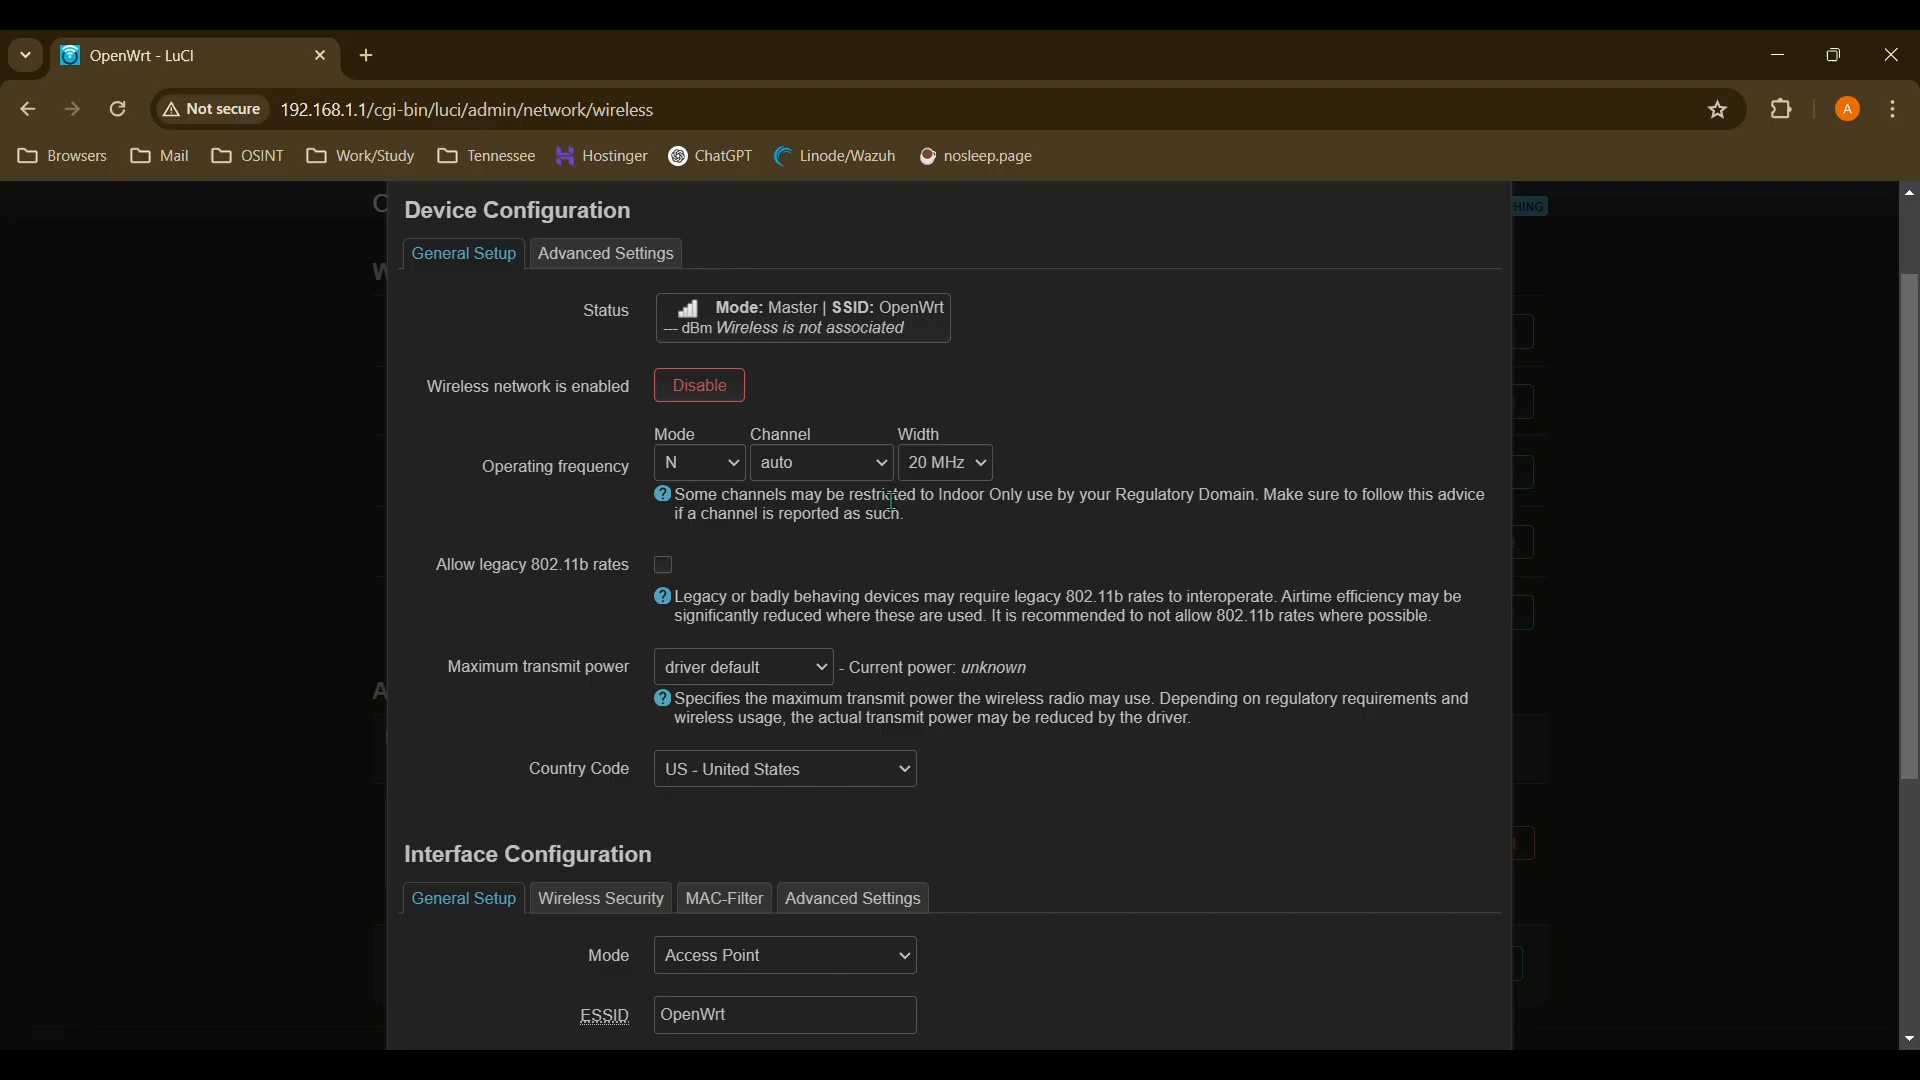 OpenWrt - LuCI
Not secure 192.168.1.1/cgi-bin/luci/admin/network/wireless A
Browsers Mail OSINT Work/Study Tennessee Hostinger ChatGPT Linode/Wazuh nosleep.page
Device Configuration
HING
General Setup Advanced Settings
Status
Mode: Master | SSID: OpenWrt
--- dBm Wireless is not associated
Wireless network is enabled Disable
Mode Channel Width
Operating frequency N auto 20 MHz
Some channels may be restricted to Indoor Only use by your Regulatory Domain. Make sure to follow this advice
if a channel is reported as such.
Allow legacy 802.11b rates
Legacy or badly behaving devices may require legacy 802.11b rates to interoperate. Airtime efficiency may be
significantly reduced where these are used. It is recommended to not allow 802.11b rates where possible.
Maximum transmit power driver default - Current power: unknown
Specifies the maximum transmit power the wireless radio may use. Depending on regulatory requirements and
wireless usage, the actual transmit power may be reduced by the driver.
Country Code US - United States
Interface Configuration
General Setup Wireless Security MAC-Filter Advanced Settings
Mode Access Point
ESSID OpenWrt